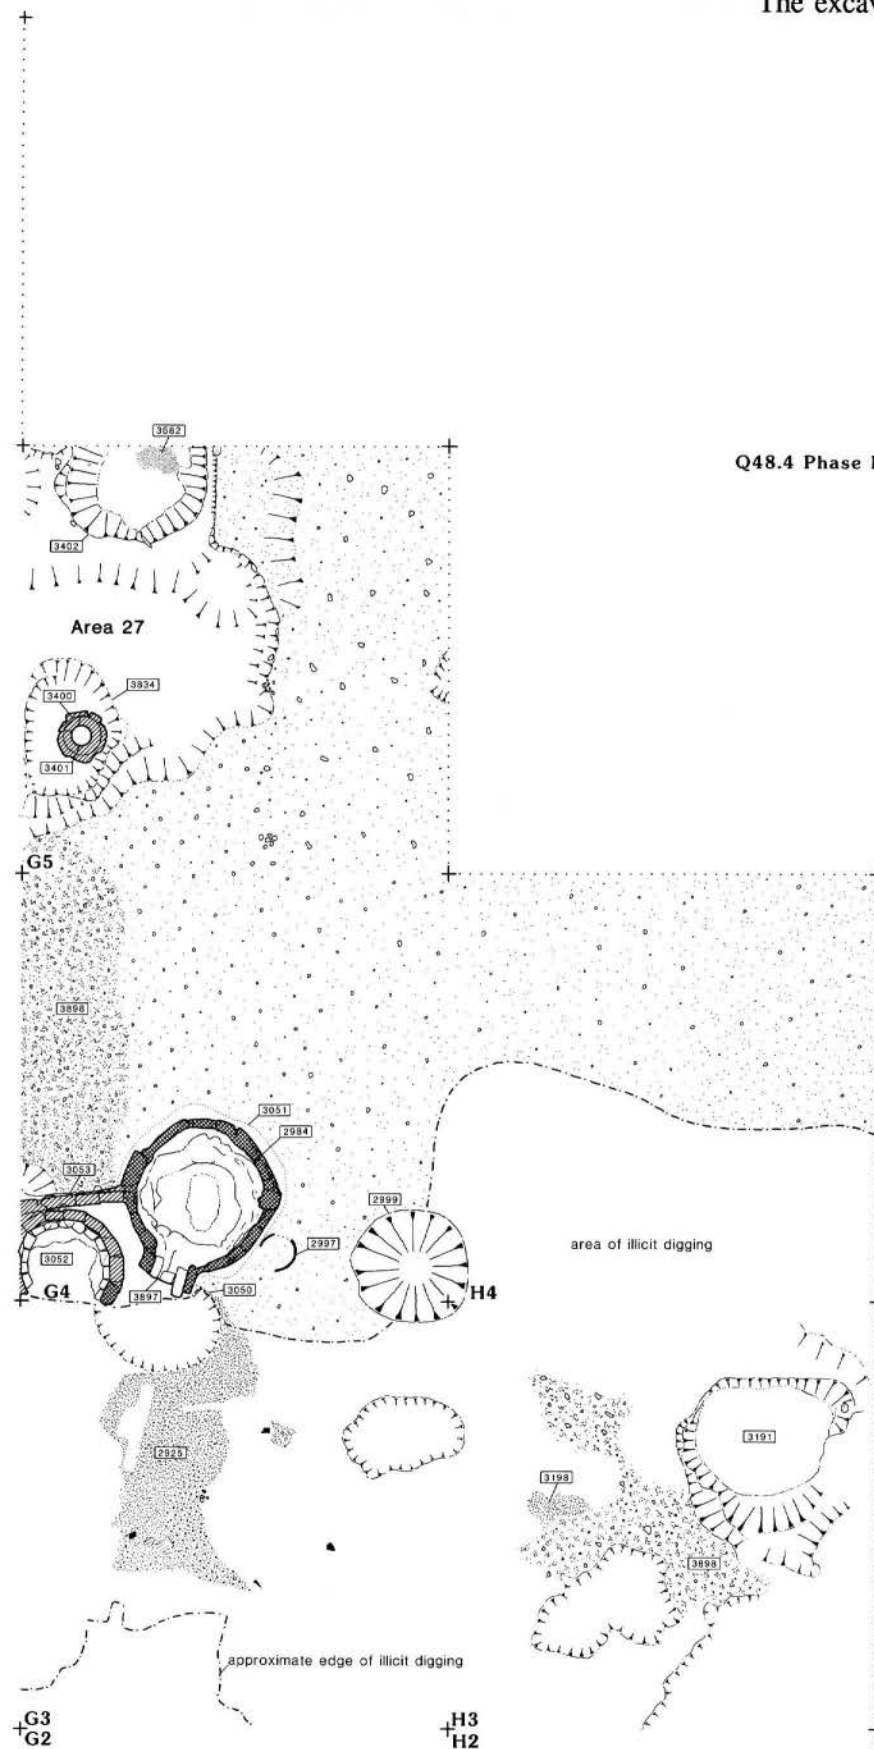 The excav
3682
Q48.4 Phase
3402
Area 27
3834
3400
3401
G5
3898
3051
2984
3053
2999
2997
area of illicit digging
3052
G4
3897
3050
H4
2925
3191
3198
3898
approximate edge of illicit digging
G3
G2
H3
H2